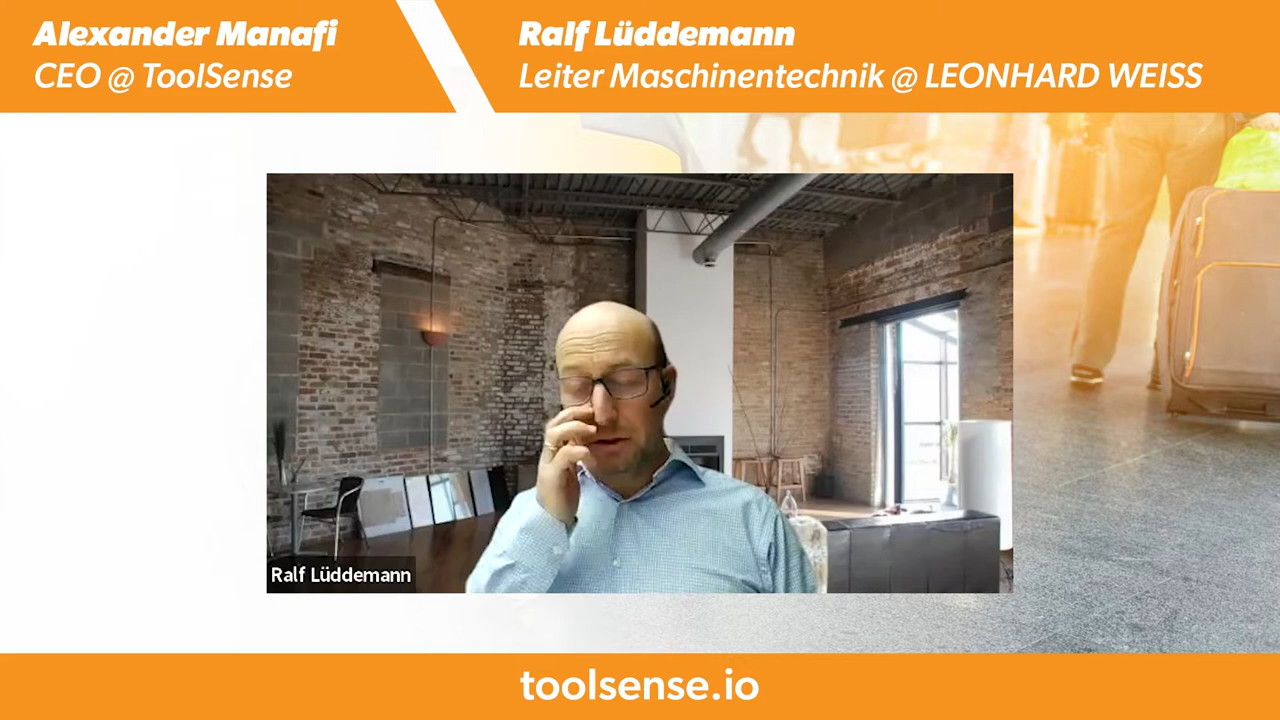 Alexander Manafi
CEO @ ToolSense
Ralf Lüddemann
Leiter Maschinentechnik @ LEONHARD WEISS
Ralf Lüddemann
toolsense.io